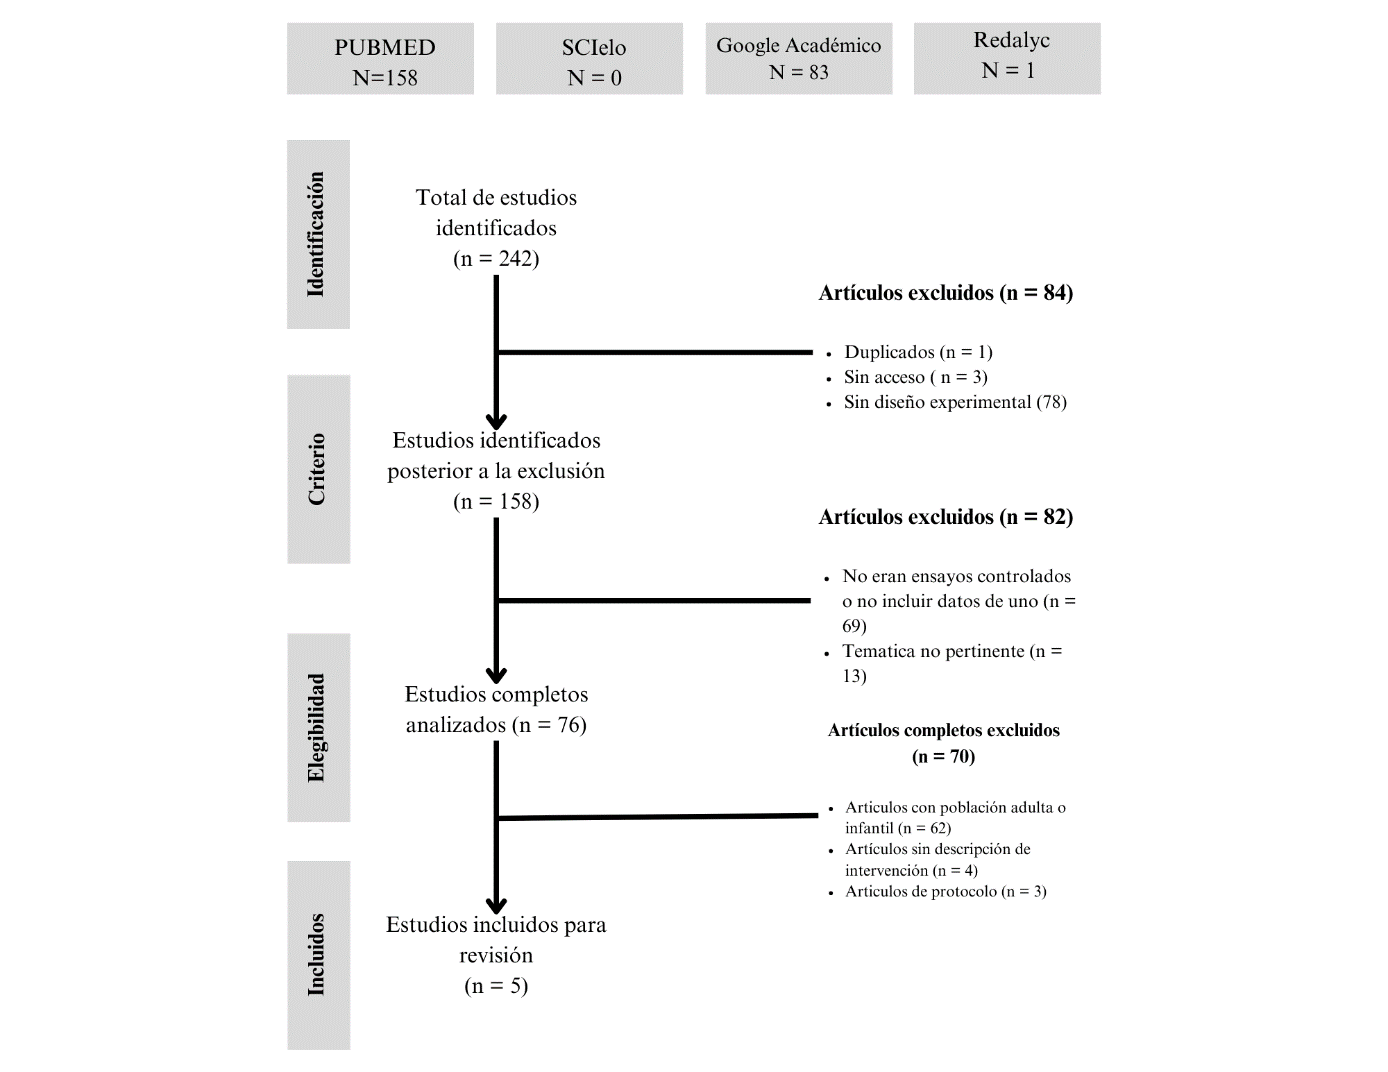 PUBMED
N=158
SCIelo
N = 0
Google Académico
N = 83
Redalyc
N = 1
Identificación
Total de estudios
identificados
(n = 242)
Artículos excluidos (n = 84)
• Duplicados (n = 1)
• Sin acceso ( n = 3)
• Sin diseño experimental (78)
Criterio
Estudios identificados
posterior a la exclusión
(n = 158)
Artículos excluidos (n = 82)
• No eran ensayos controlados
o no incluir datos de uno (n =
69)
• Tematica no pertinente (n =
13)
Elegibilidad
Estudios completos
analizados (n = 76)
Artículos completos excluidos
(n = 70)
• Articulos con población adulta o
infantil (n = 62)
• Artículos sin descripción de
intervención (n = 4)
• Articulos de protocolo (n = 3)
Incluidos
Estudios incluidos para
revisión
(n = 5)